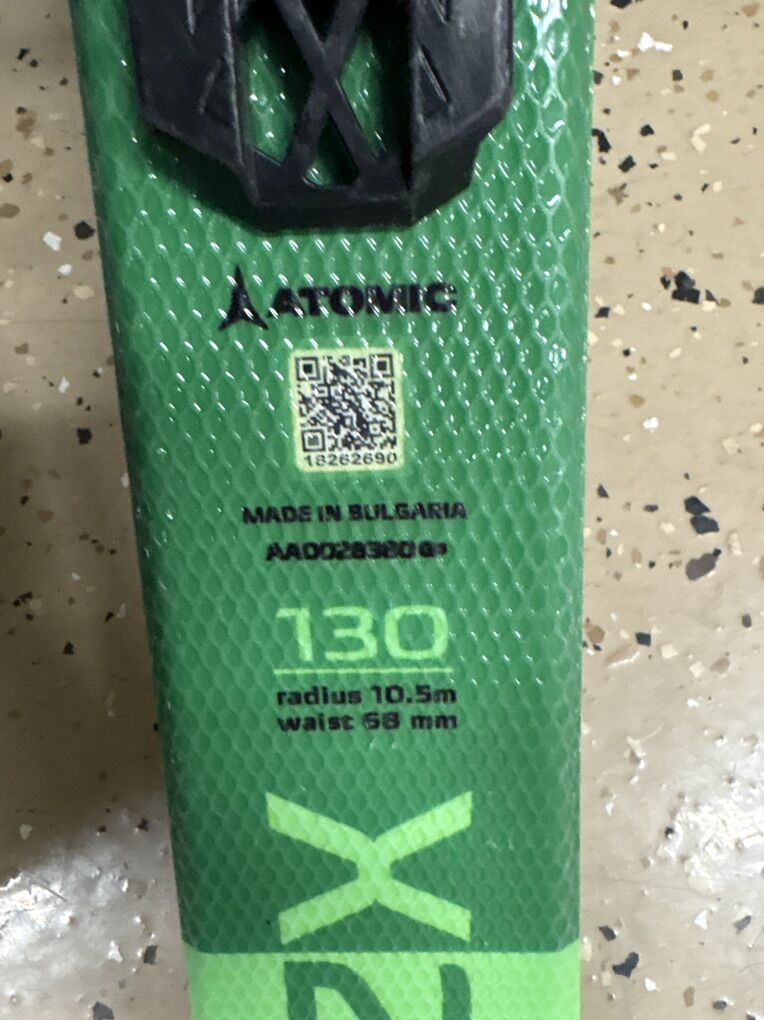 ATOMIC
18262690
MADE IN BULGARIA
130
radius 10.5m
waist 68 mm
X